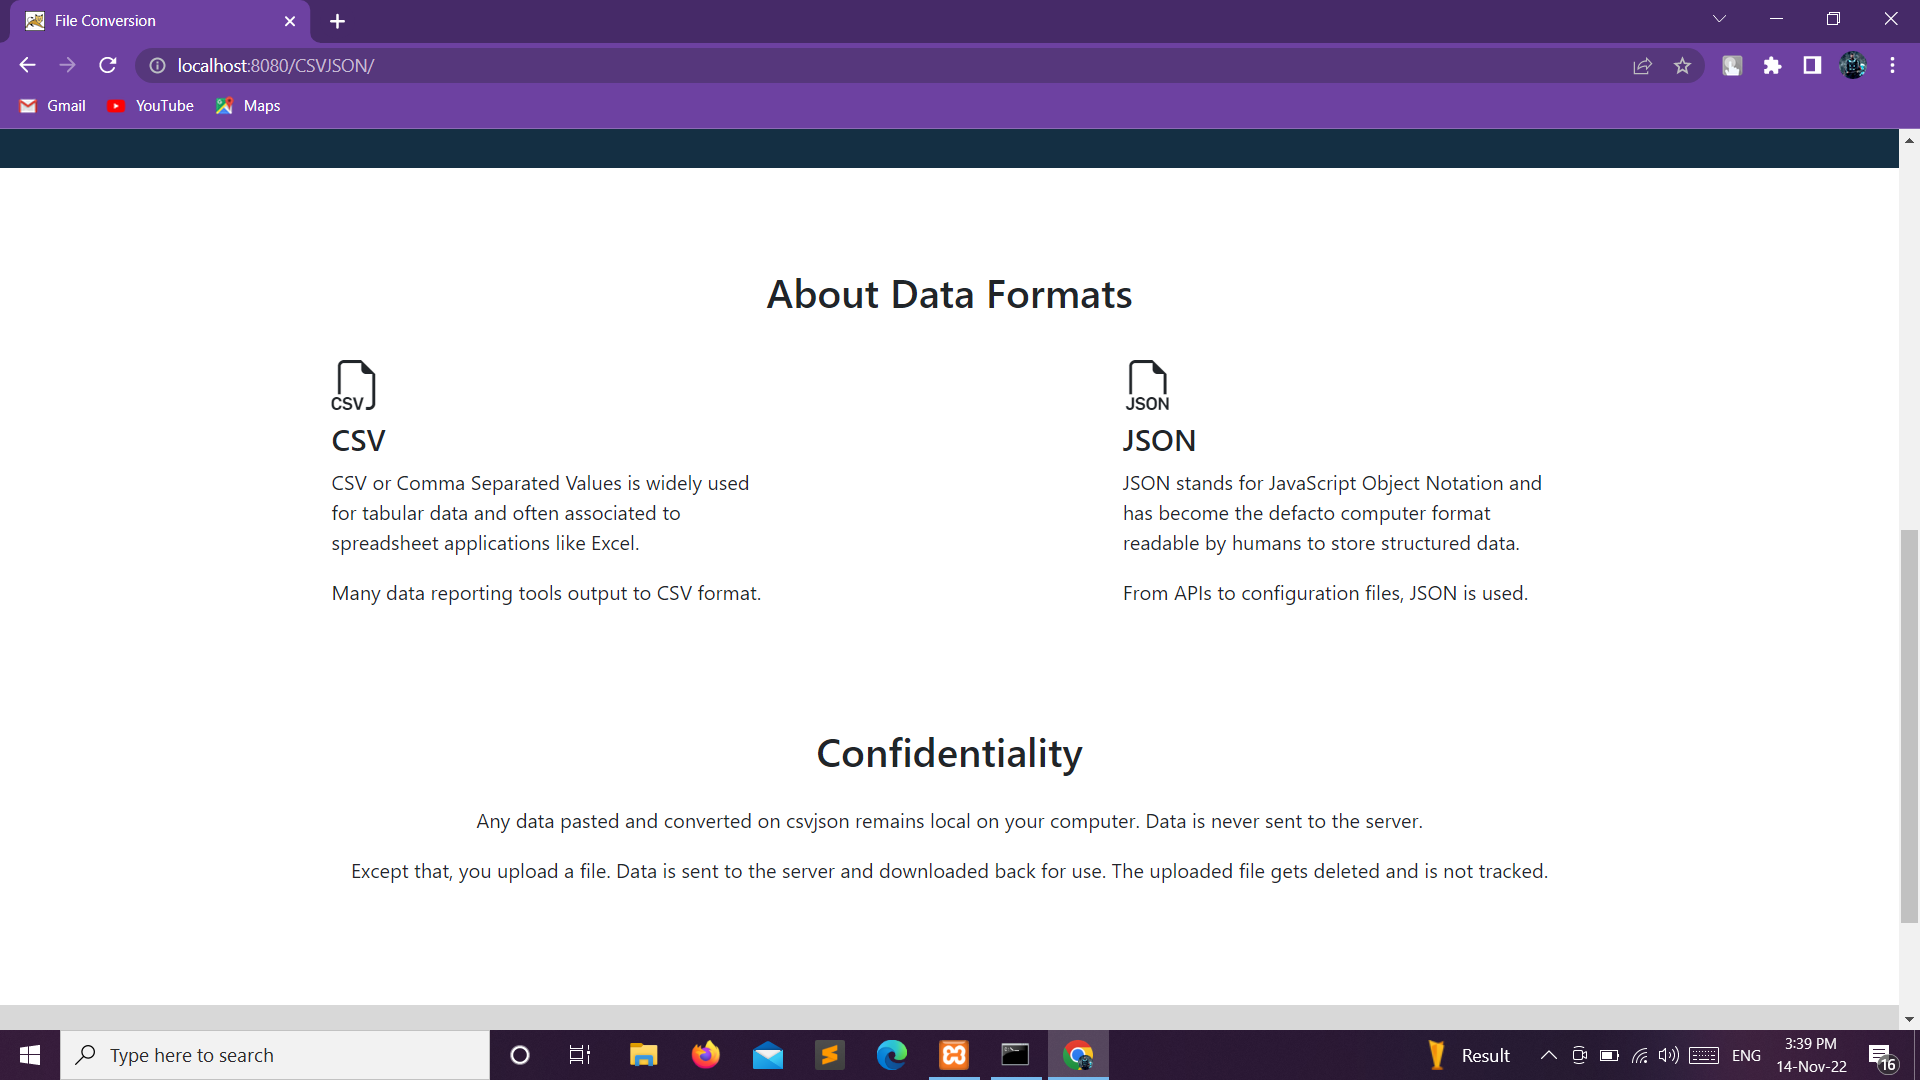 File Conversion
localhost:8080/CSVJSON/
Gmail YouTube Maps
About Data Formats
CSV
CSV
CSV or Comma Separated Values is widely used
for tabular data and often associated to
spreadsheet applications like Excel.
Many data reporting tools output to CSV format.
JSON
JSON
JSON stands for JavaScript Object Notation and
has become the defacto computer format
readable by humans to store structured data.
From APIs to configuration files, JSON is used.
Confidentiality
Any data pasted and converted on csvjson remains local on your computer. Data is never sent to the server.
Except that, you upload a file. Data is sent to the server and downloaded back for use. The uploaded file gets deleted and is not tracked.
Type here to search
Result
ENG
3:39 PM
14-Nov-22
16